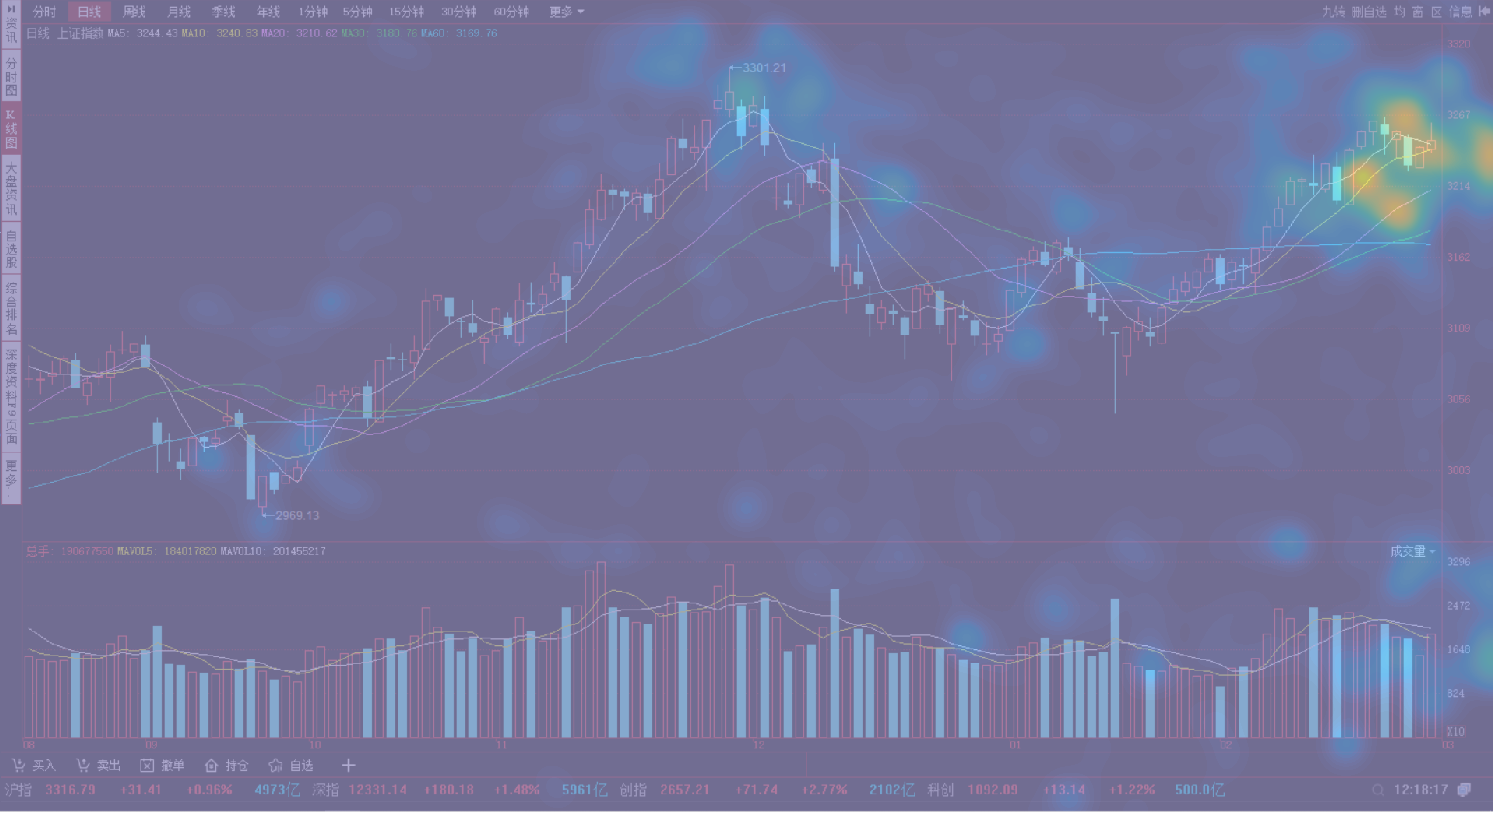 分时 日线 周线 月线 季线 年线 1分钟 5分钟 15分钟 30分钟 60分钟 更多
九转 删自选 均 窗 区 信息
日线 上证指数 MA5: 3244.43 MA10: 3240.83 MA20: 3210.62 MA30: 3180.78 MA60: 3169.76
资讯
分时图
K线图
大盘资讯
自选股
综合排名
深度资料F9
页面
更多
3301.21
2969.13
3320
3267
3214
3162
3109
3056
3003
总手: 190677550 MAVOL5: 184017820 MAVOL10: 201455217
成交量
3296
2472
1648
824
X10
08 09 10 11 12 01 02 03
买入 卖出 撤单 持仓 自选
沪指 3316.79 +31.41 +0.96% 4973亿 深指 12331.14 +180.18 +1.48% 5961亿 创指 2657.21 +71.74 +2.77% 2102亿 科创 1092.09 +13.14 +1.22% 500.0亿 12:18:17